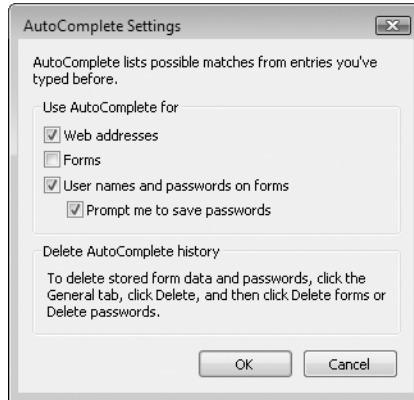 AutoComplete Settings
AutoComplete lists possible matches from entries you've
typed before.
Use AutoComplete for
Web addresses
Forms
User names and passwords on forms
Prompt me to save passwords
Delete AutoComplete history
To delete stored form data and passwords, click the
General tab, click Delete, and then click Delete forms or
Delete passwords.
OK
Cancel